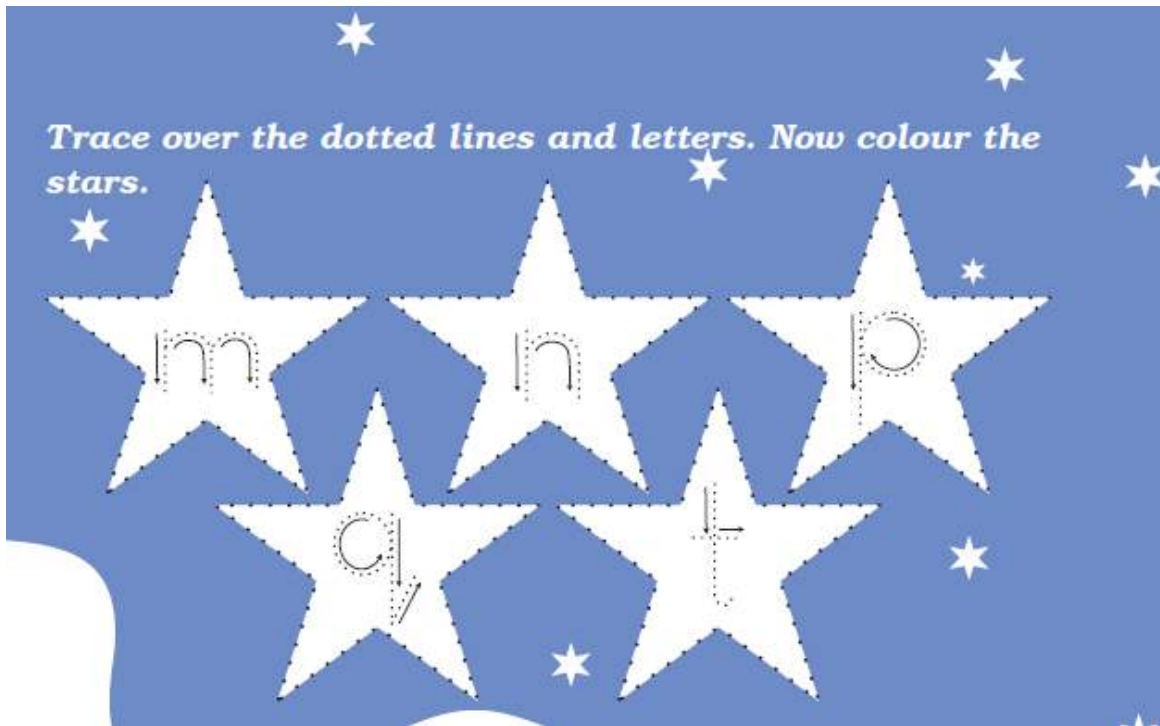 Trace over the dotted lines and letters. Now colour the
stars.
m n p
q t